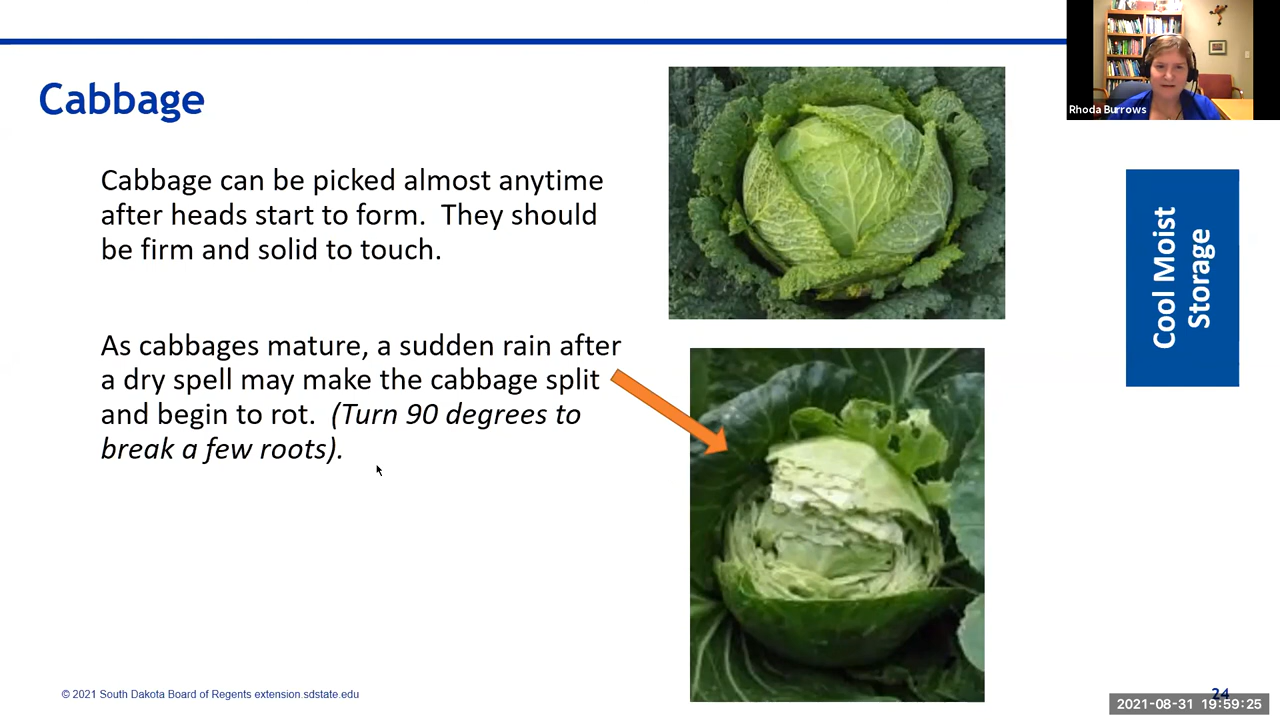 Cabbage
Rhoda Burrows
Cabbage can be picked almost anytime
after heads start to form.  They should
be firm and solid to touch.
As cabbages mature, a sudden rain after
a dry spell may make the cabbage split
and begin to rot.  (Turn 90 degrees to
break a few roots).
Cool Moist
Storage
© 2021 South Dakota Board of Regents extension.sdstate.edu
24
2021-08-31 19:59:25